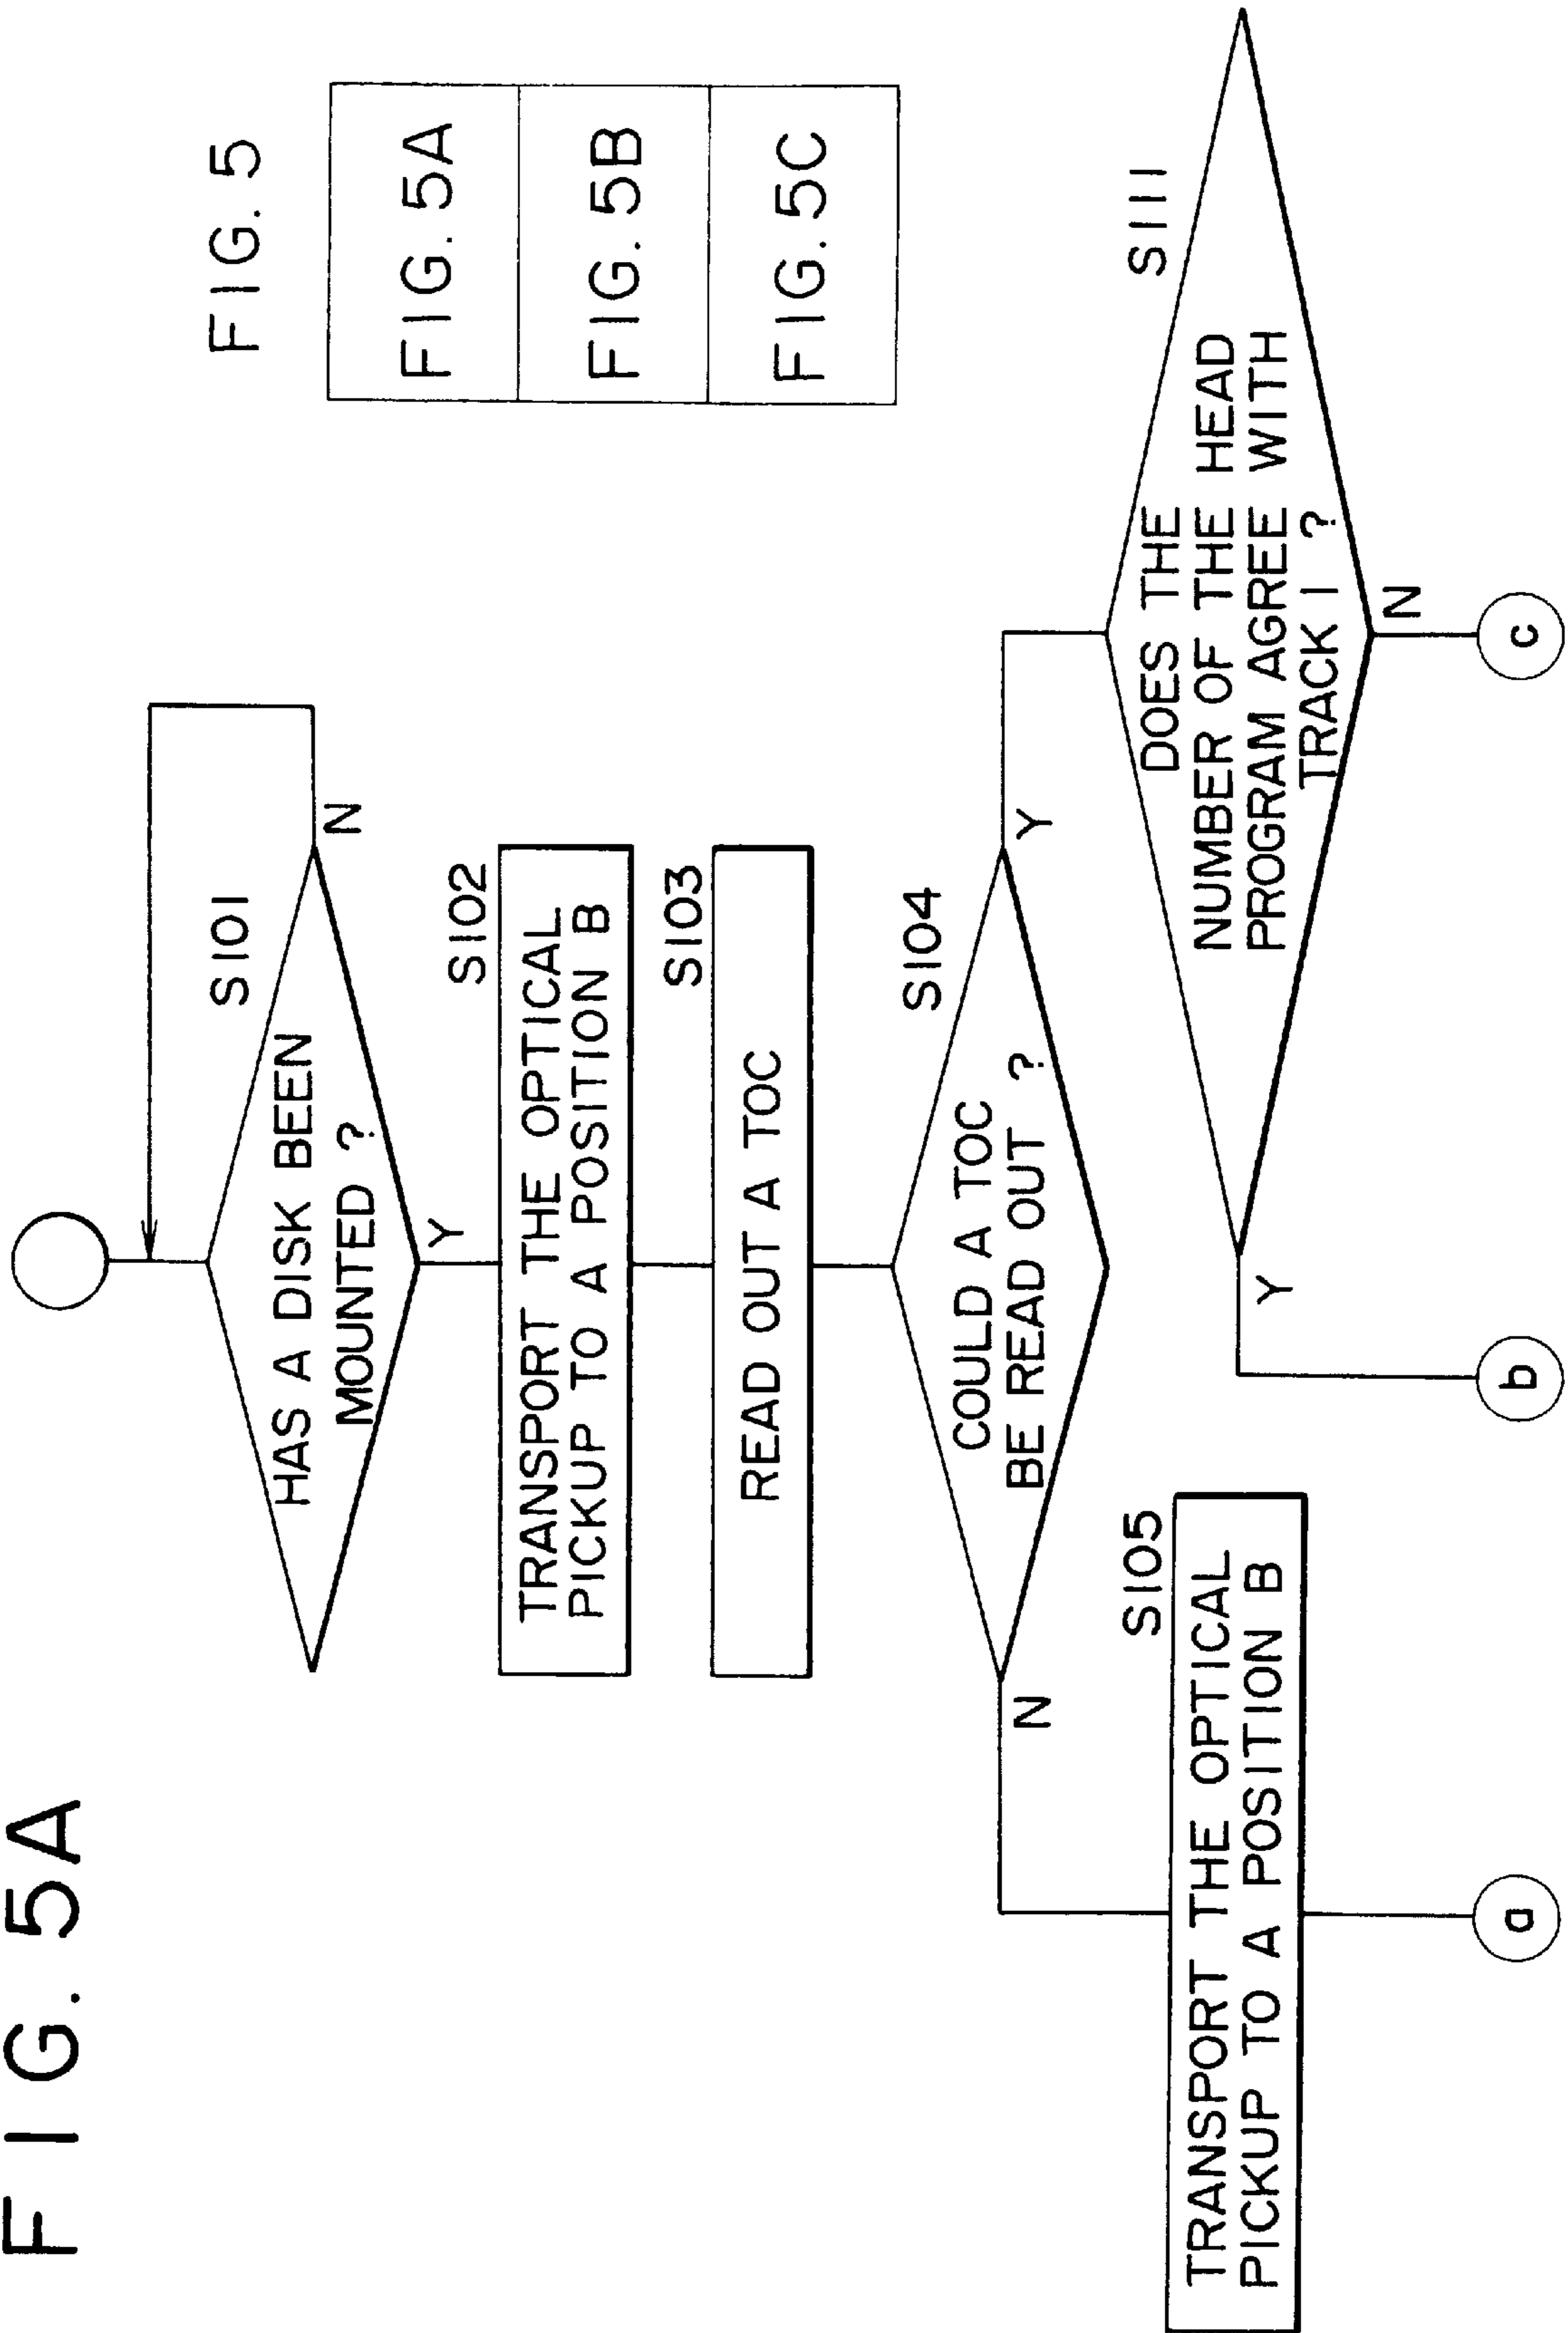 FIG. 5A
FIG. 5
FIG. 5A
FIG. 5B
FIG. 5C
S101
HAS A DISK BEEN
MOUNTED ?
N
Y
S102
TRANSPORT THE OPTICAL
PICKUP TO A POSITION B
S103
READ OUT A TOC
S104
COULD A TOC
BE READ OUT ?
N
Y
S105
TRANSPORT THE OPTICAL
PICKUP TO A POSITION B
S111
DOES THE
NUMBER OF THE HEAD
PROGRAM AGREE WITH
TRACK 1 ?
Y
N
a
b
c